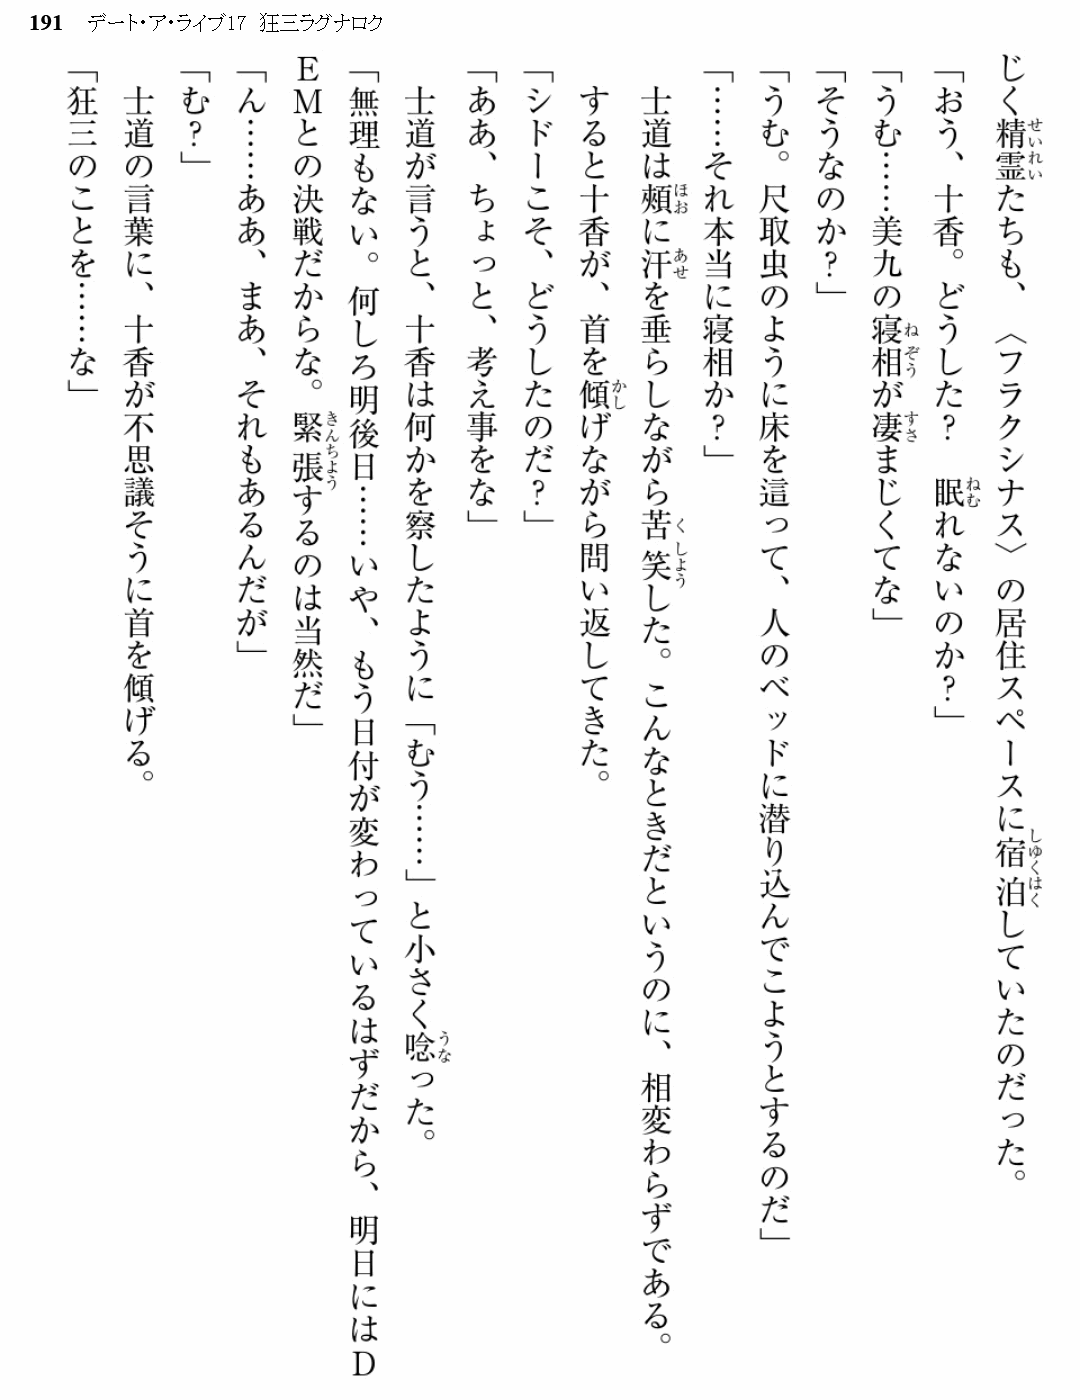 191 デート・ア・ライブ17 狂三ラグナロク
じく精霊たちも、〈フラクシナス〉の居住スペースに宿泊していたのだった。
「おう、十香。どうした？ 眠れないのか？」
「うむ……美九の寝相が凄まじくてな」
「そうなのか？」
「うむ。尺取虫のように床を這って、人のベッドに潜り込んでこようとするのだ」
「……それ本当に寝相か？」
士道は頰に汗を垂らしながら苦笑した。こんなときだというのに、相変わらずである。
すると十香が、首を傾げながら問い返してきた。
「シドーこそ、どうしたのだ？」
「ああ、ちょっと、考え事をな」
士道が言うと、十香は何かを察したように「むう……」と小さく唸った。
「無理もない。何しろ明後日……いや、もう日付が変わっているはずだから、明日にはＤ
ＥＭとの決戦だからな。緊張するのは当然だ」
「ん……ああ、まあ、それもあるんだが」
「む？」
士道の言葉に、十香が不思議そうに首を傾げる。
「狂三のことを……な」